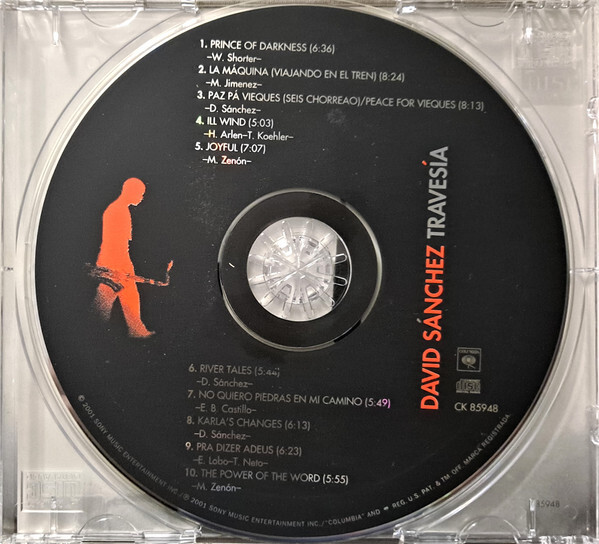 1. PRINCE OF DARKNESS (6:36)
–W. Shorter–
2. LA MÁQUINA (VIAJANDO EN EL TREN) (8:24)
–M. Jimenez–
3. PAZ PÁ VIEQUES (SEIS CHORREAO)/PEACE FOR VIEQUES (8:13)
–D. Sánchez–
4. ILL WIND (5:03)
–H. Arlen–T. Koehler–
5. JOYFUL (7:07)
–M. Zenón–
DAVID SÁNCHEZ TRAVESÍA
6. RIVER TALES (5:44)
–D. Sánchez–
7. NO QUIERO PIEDRAS EN MI CAMINO (5:49)
–E. B. Castillo–
8. KARLA'S CHANGES (6:13)
–D. Sánchez–
9. PRA DIZER ADEUS (6:23)
–E. Lobo–T. Neto–
10. THE POWER OF THE WORD (5:55)
–M. Zenón–
CK 85948
© 2001 SONY MUSIC ENTERTAINMENT INC./℗ 2001 SONY MUSIC ENTERTAINMENT INC./"COLUMBIA" AND REG. U.S. PAT. & TM. OFF. MARCA REGISTRADA.
85948